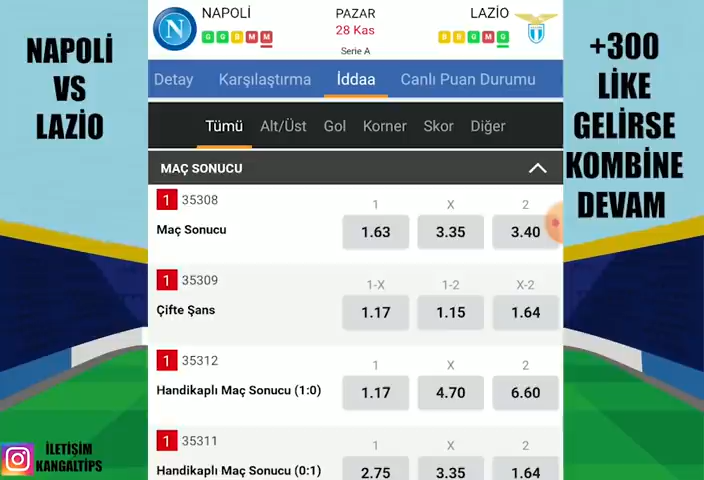 NAPOLİ
VS
LAZİO
+300
LİKE
GELİRSE
KOMBİNE
DEVAM
N
NAPOLİ
G G B M M
PAZAR
28 Kas
Serie A
LAZİO
B B G M G
Detay Karşılaştırma İddaa Canlı Puan Durumu
Tümü Alt/Üst Gol Korner Skor Diğer
MAÇ SONUCU
1 35308
Maç Sonucu
1 X 2
1.63 3.35 3.40
1 35309
Çifte Şans
1-X 1-2 X-2
1.17 1.15 1.64
1 35312
Handikaplı Maç Sonucu (1:0)
1 X 2
1.17 4.70 6.60
1 35311
Handikaplı Maç Sonucu (0:1)
1 X 2
2.75 3.35 1.64
İLETİŞİM
KANGALTİPS